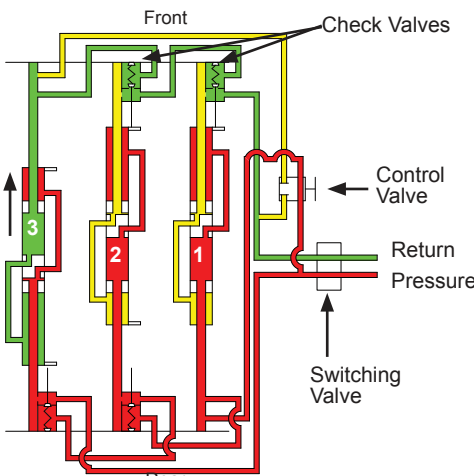 Front
Check Valves
Control
Valve
3
2
1
Return
Pressure
Switching
Valve